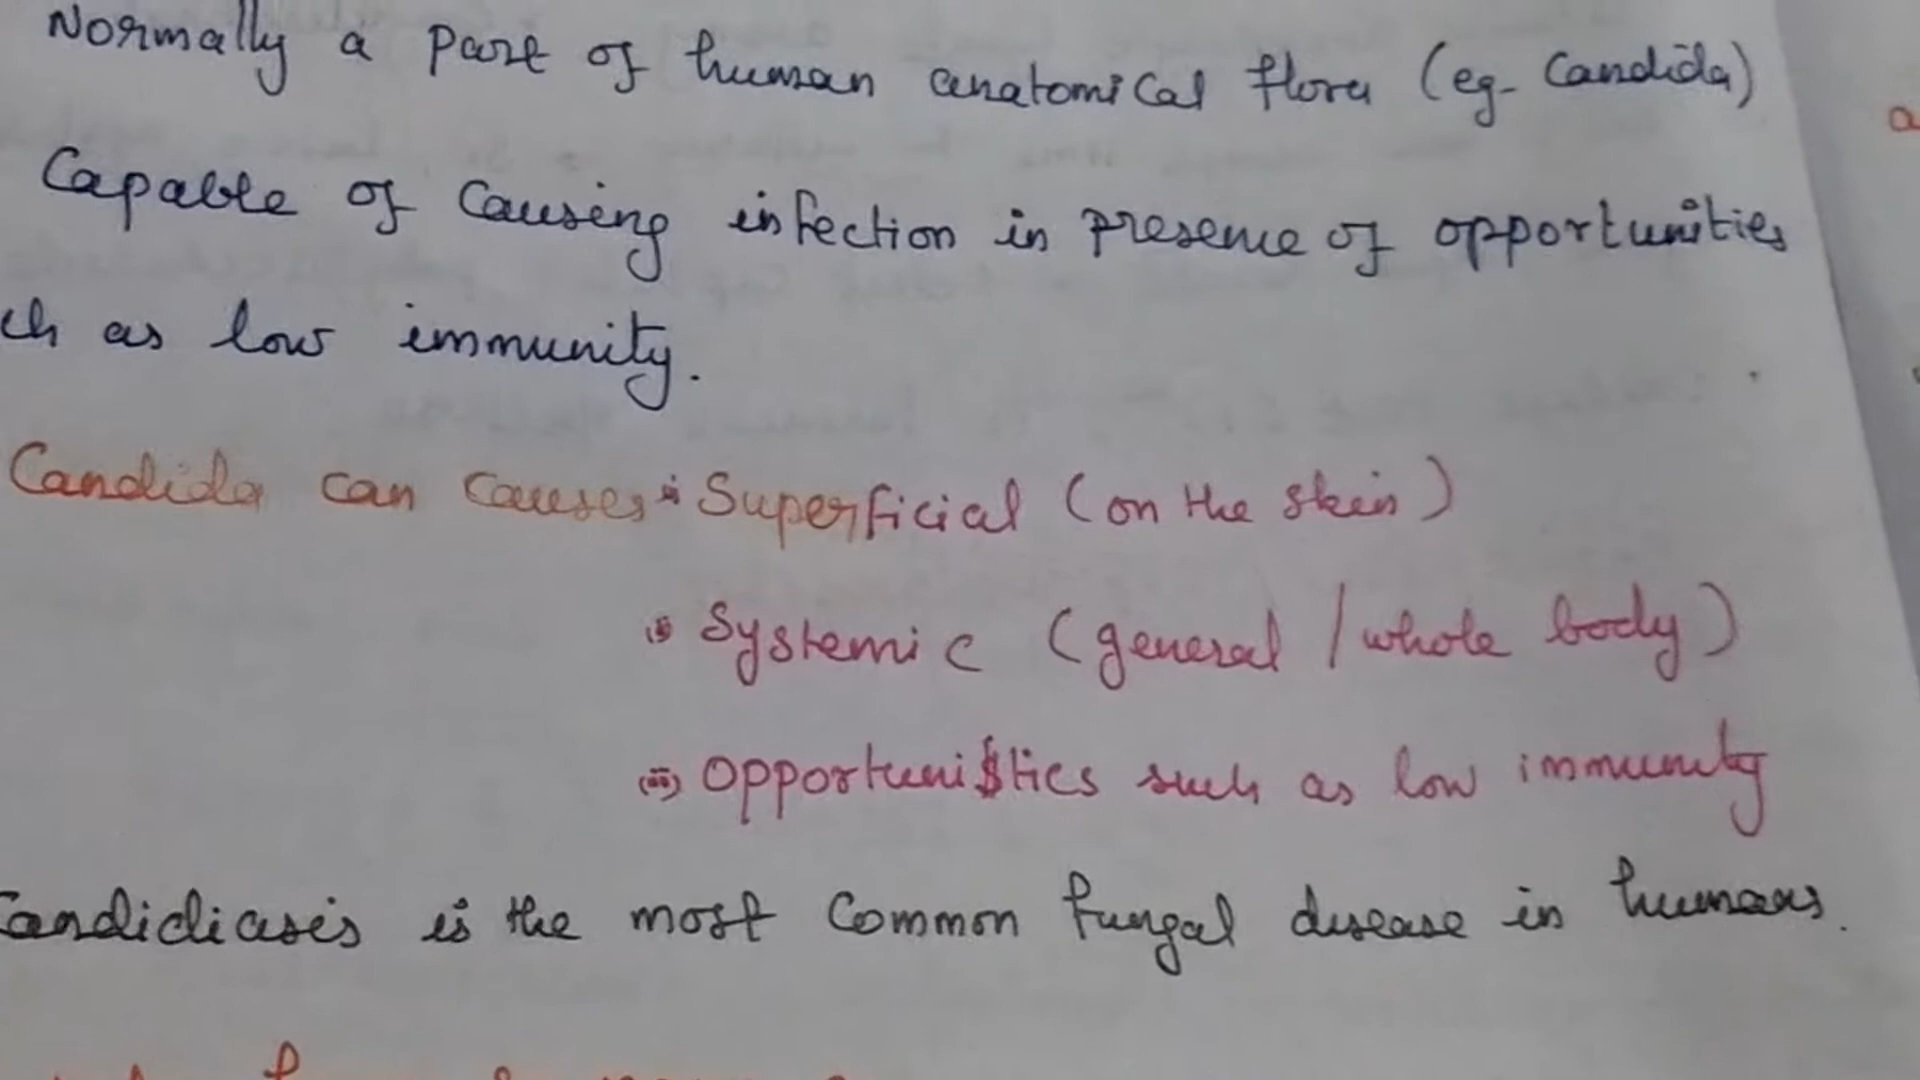 Normally a part of human anatomical flora (eg- Candida)
Capable of Causing infection in presence of opportunities
ch as low immunity.
Candida can causes Superficial (on the skin)
(ii) Systemic (general / whole body)
(iii) Opportunistics such as low immunity
Candidiasis is the most Common fungal disease in humans.